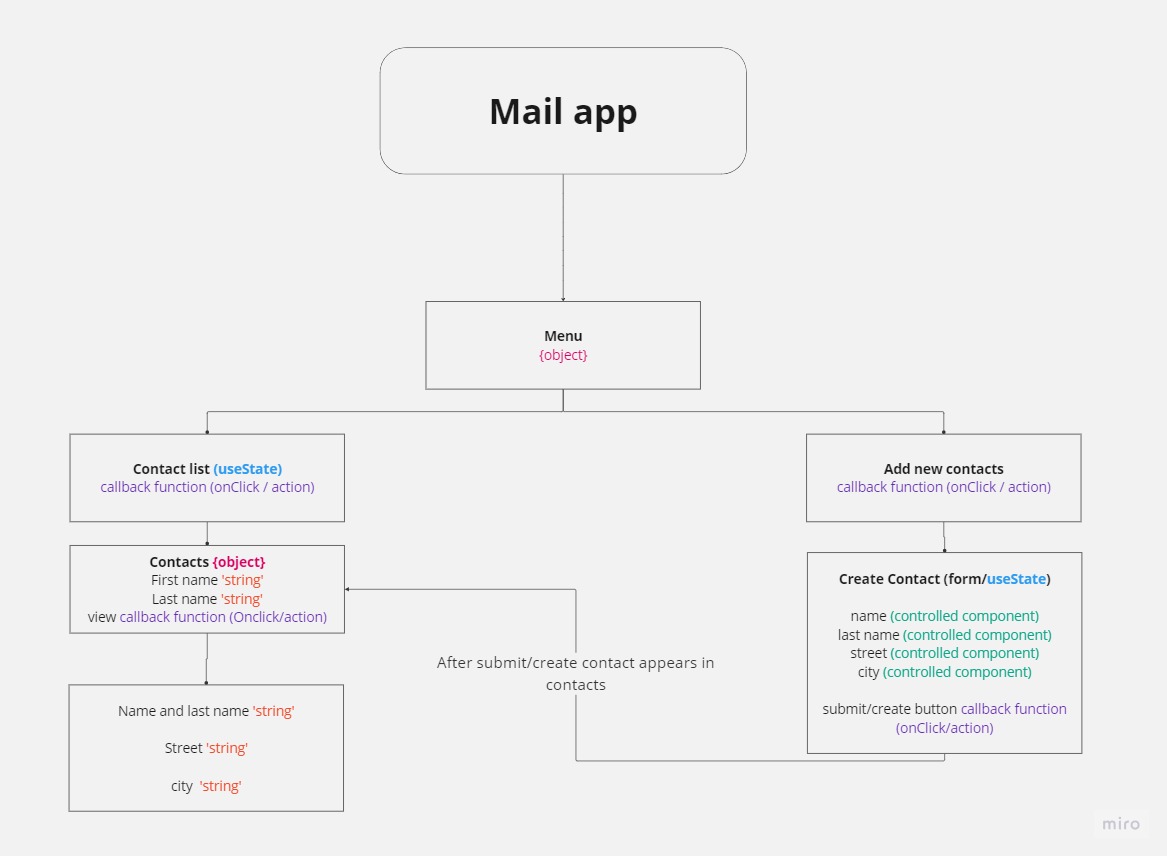 Mail app
Menu
{object}
Contact list (useState)
callback function (onClick / action)
Add new contacts
callback function (onClick / action)
Contacts {object}
First name 'string'
Last name 'string'
view callback function (Onclick/action)
Create Contact (form/useState)
name (controlled component)
last name (controlled component)
street (controlled component)
city (controlled component)
submit/create button callback function
(onClick/action)
After submit/create contact appears in
contacts
Name and last name 'string'
Street 'string'
city 'string'
miro